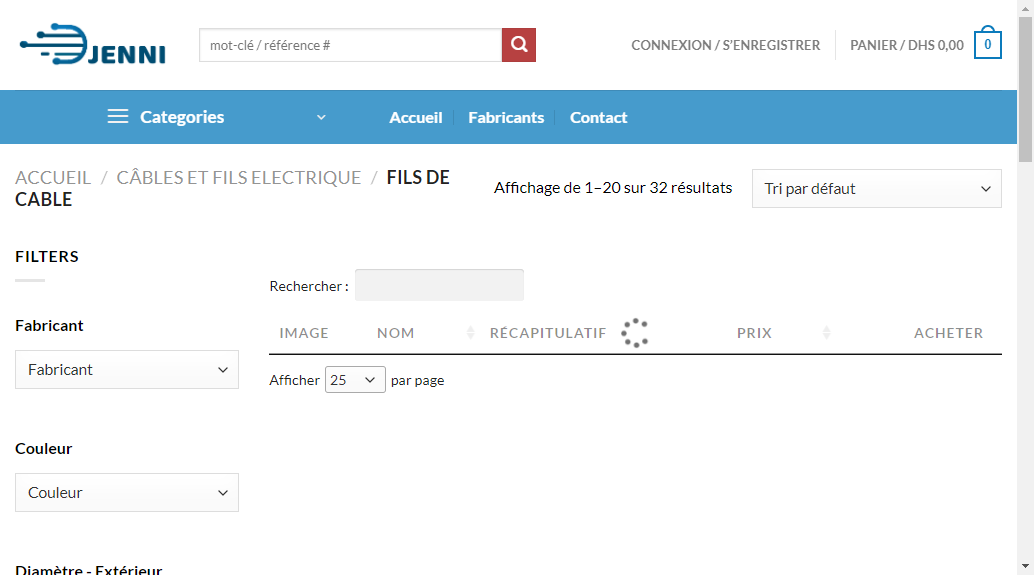 JENNI
mot-clé / référence #
CONNEXION / S'ENREGISTRER
PANIER / DHS 0,00
0
Categories
Accueil
Fabricants
Contact
ACCUEIL / CÂBLES ET FILS ELECTRIQUE / FILS DE
CABLE
Affichage de 1–20 sur 32 résultats
Tri par défaut
FILTERS
Fabricant
Fabricant
Couleur
Couleur
Diamètre - Extérieur
Rechercher :
IMAGE NOM RÉCAPITULATIF PRIX ACHETER
Afficher 25 par page